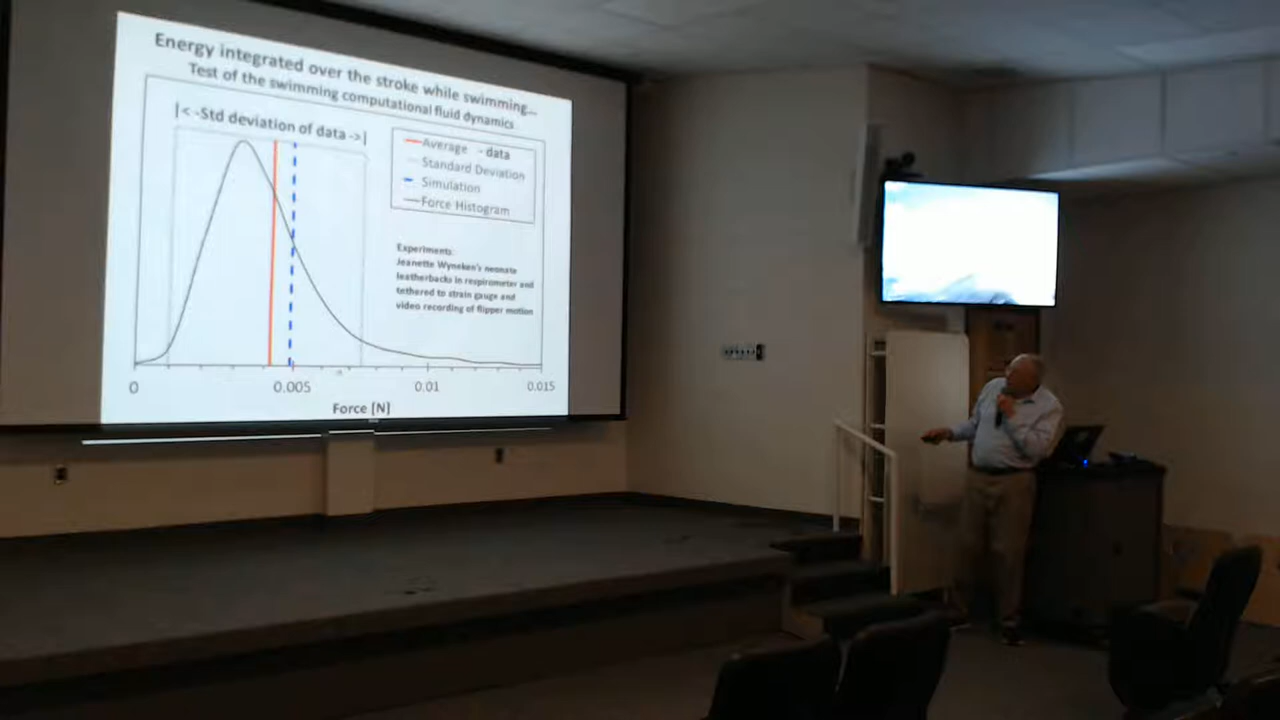 Energy integrated over the stroke while swimming...
Test of the swimming computational fluid dynamics
|< -Std deviation of data ->|
Average - data
Standard Deviation
Simulation
Force Histogram
Experiments:
Jeanette Wyneken's neonate
leatherbacks in respirometer and
tethered to strain gauge and
video recording of flipper motion
0 0.005 0.01 0.015
Force [N]